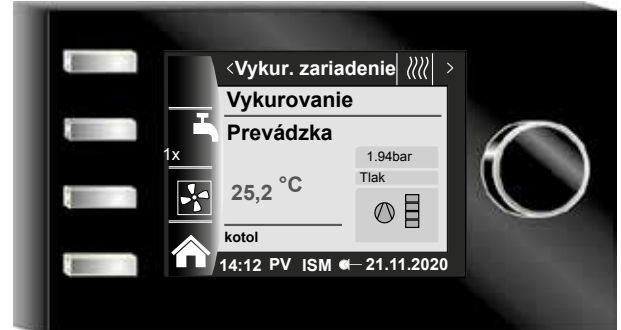 <Vykur. zariadenie >
Vykurovanie
Prevádzka
1x
1.94bar
Tlak
25,2 °C
kotol
14:12 PV ISM 21.11.2020